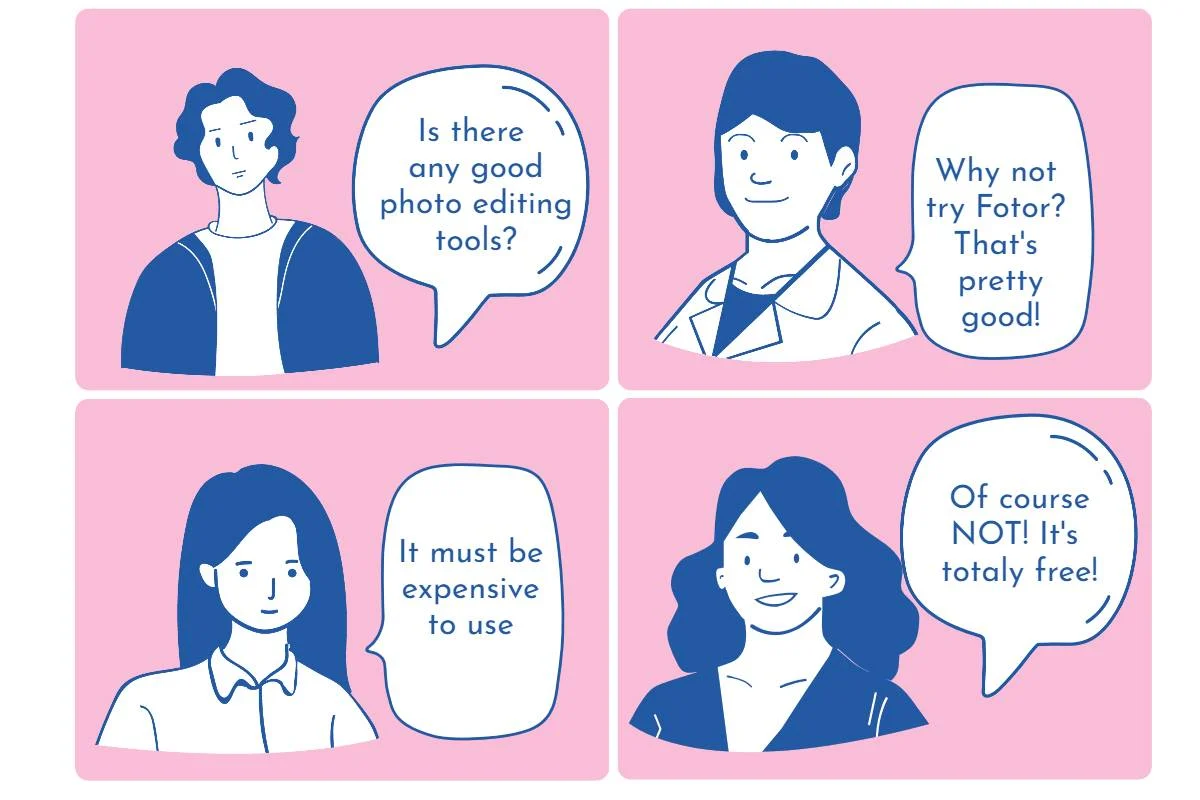 Is there
any good
photo editing
tools?
Why not
try Fotor?
That's
pretty
good!
It must be
expensive
to use
Of course
NOT! It's
totaly free!